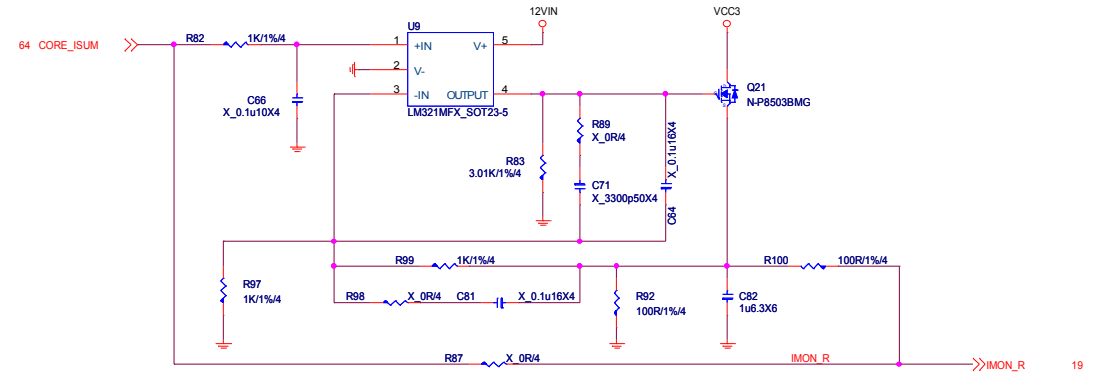 12VIN
VCC3
64 CORE_ISUM
R82
1K/1%/4
U9
1
+IN
V+
5
2
V-
3
-IN
OUTPUT
4
LM321MFX_SOT23-5
C66
X_0.1u10X4
Q21
N-P8503BMG
R89
X_0R/4
X_0.1u16X4
R83
3.01K/1%/4
C71
X_3300p50X4
C64
R99
1K/1%/4
R100
100R/1%/4
R97
1K/1%/4
R98
X_0R/4
C81
X_0.1u16X4
R92
100R/1%/4
C82
1u6.3X6
R87
X_0R/4
IMON_R
IMON_R
19